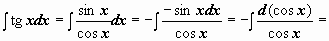 ∫tg xdx = ∫ sin x / cos x dx = -∫ -sin xdx / cos x = -∫ d(cos x) / cos x =